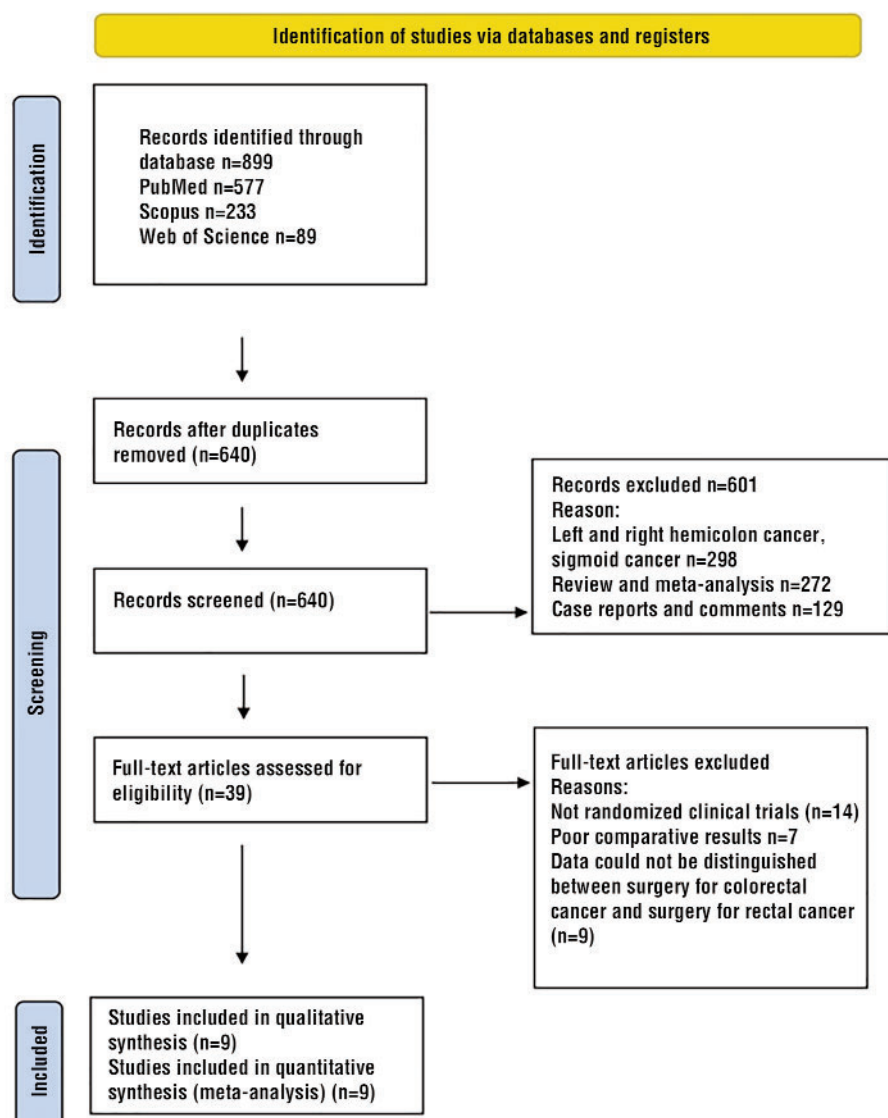 Identification of studies via databases and registers
Identification
Records identified through
database n=899
PubMed n=577
Scopus n=233
Web of Science n=89
Screening
Records after duplicates
removed (n=640)
Records screened (n=640)
Records excluded n=601
Reason:
Left and right hemicolon cancer,
sigmoid cancer n=298
Review and meta-analysis n=272
Case reports and comments n=129
Full-text articles assessed for
eligibility (n=39)
Full-text articles excluded
Reasons:
Not randomized clinical trials (n=14)
Poor comparative results n=7
Data could not be distinguished
between surgery for colorectal
cancer and surgery for rectal cancer
(n=9)
Included
Studies included in qualitative
synthesis (n=9)
Studies included in quantitative
synthesis (meta-analysis) (n=9)